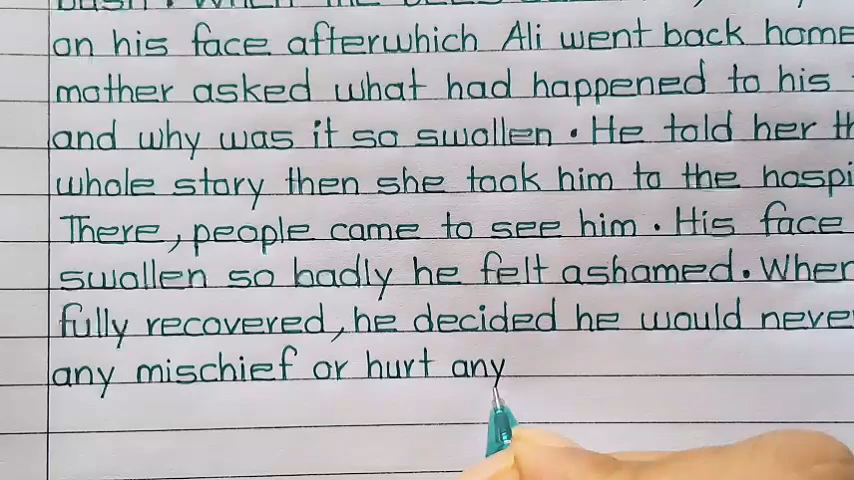 on his face afterwhich Ali went back home
mother asked what had happened to his
and why was it so swollen. He told her th
whole story then she took him to the hospi
There, people came to see him. His face
swollen so badly he felt ashamed. When
fully recovered, he decided he would never
any mischief or hurt any